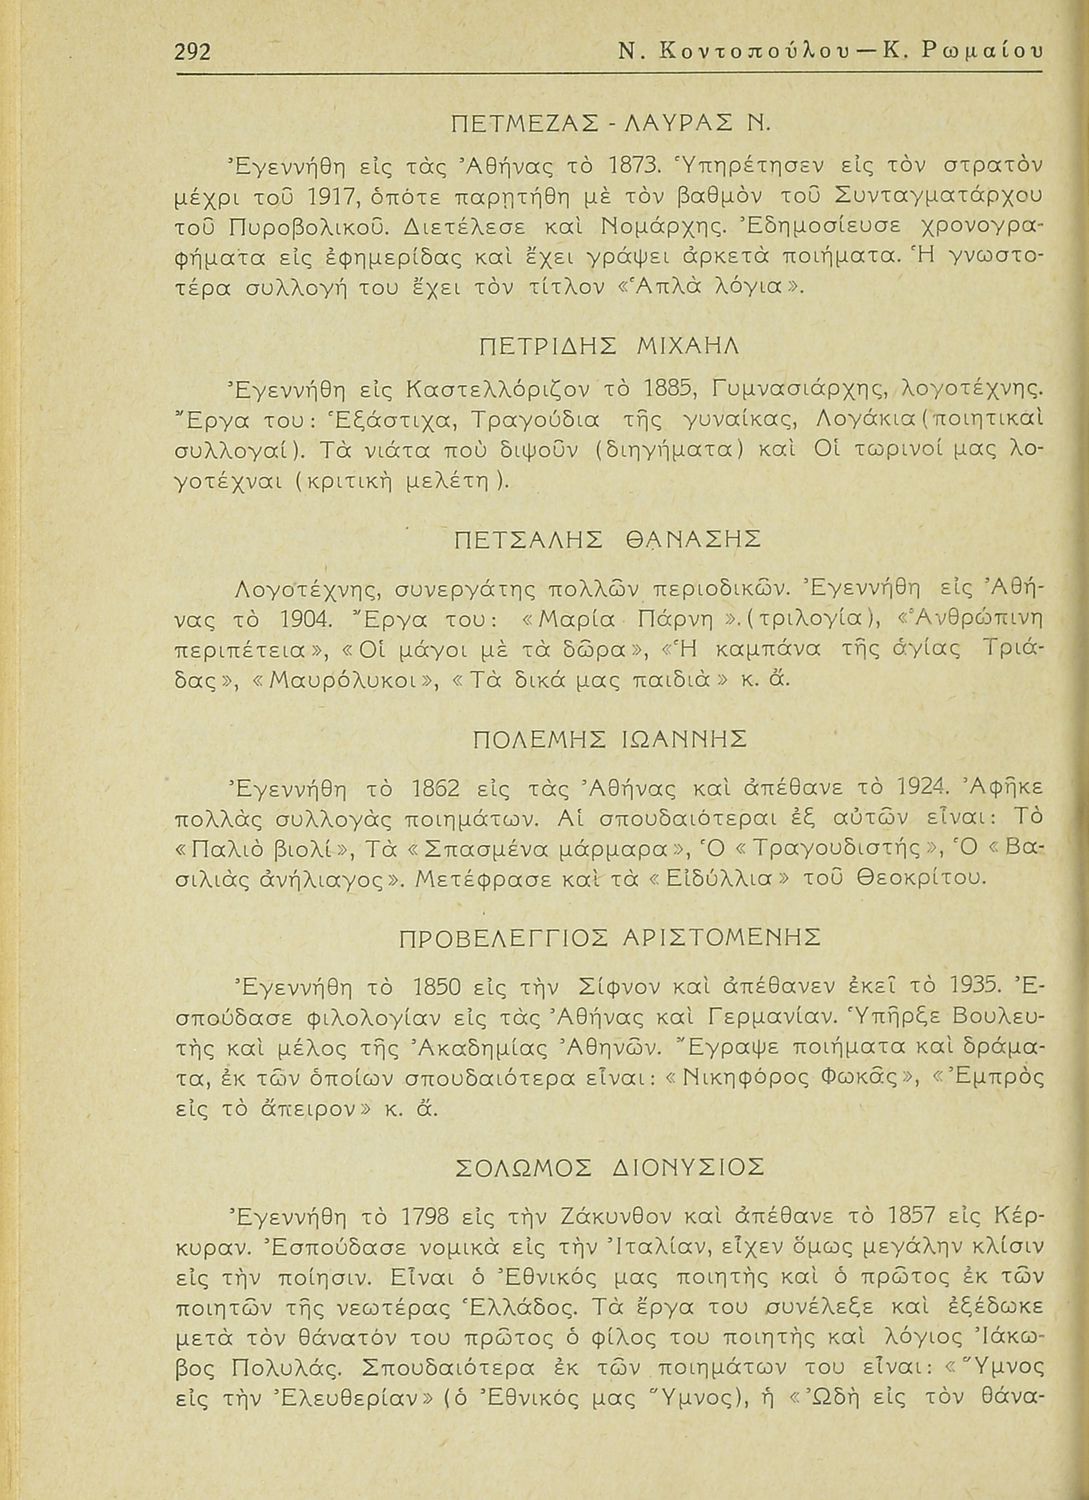 292 Ν. Κοντοπούλου — Κ. Ρωμαίου
ΠΕΤΜΕΖΑΣ - ΛΑΥΡΑΣ Ν.
Ἐγεννήθη εἰς τὰς Ἀθήνας τὸ 1873. Ὑπηρέτησεν εἰς τὸν στρατὸν
μέχρι τοῦ 1917, ὁπότε παρῃτήθη μὲ τὸν βαθμὸν τοῦ Συνταγματάρχου
τοῦ Πυροβολικοῦ. Διετέλεσε καὶ Νομάρχης. Ἐδημοσίευσε χρονογρα-
φήματα εἰς ἐφημερίδας καὶ ἔχει γράψει ἀρκετὰ ποιήματα. Ἡ γνωστο-
τέρα συλλογή του ἔχει τὸν τίτλον «Ἁπλὰ λόγια».
ΠΕΤΡΙΔΗΣ ΜΙΧΑΗΛ
Ἐγεννήθη εἰς Καστελλόριζον τὸ 1885, Γυμνασιάρχης, λογοτέχνης.
Ἔργα του : Ἑξάστιχα, Τραγούδια τῆς γυναίκας, Λογάκια (ποιητικαὶ
συλλογαί). Τὰ νιάτα ποὺ διψοῦν (διηγήματα) καὶ Οἱ τωρινοί μας λο-
γοτέχναι (κριτικὴ μελέτη ).
ΠΕΤΣΑΛΗΣ ΘΑΝΑΣΗΣ
Λογοτέχνης, συνεργάτης πολλῶν περιοδικῶν. Ἐγεννήθη εἰς Ἀθή-
νας τὸ 1904. Ἔργα του : «Μαρία Πάρνη ».(τριλογία), «Ἀνθρώπινη
περιπέτεια», «Οἱ μάγοι μὲ τὰ δῶρα», «Ἡ καμπάνα τῆς ἁγίας Τριά-
δας», «Μαυρόλυκοι», «Τὰ δικά μας παιδιὰ» κ. ἄ.
ΠΟΛΕΜΗΣ ΙΩΑΝΝΗΣ
Ἐγεννήθη τὸ 1862 εἰς τὰς Ἀθήνας καὶ ἀπέθανε τὸ 1924. Ἀφῆκε
πολλὰς συλλογὰς ποιημάτων. Αἱ σπουδαιότεραι ἐξ αὐτῶν εἶναι : Τὸ
«Παλιὸ βιολί», Τὰ «Σπασμένα μάρμαρα», Ὁ «Τραγουδιστής», Ὁ «Βα-
σιλιὰς ἀνήλιαγος». Μετέφρασε καὶ τὰ «Εἰδύλλια» τοῦ Θεοκρίτου.
ΠΡΟΒΕΛΕΓΓΙΟΣ ΑΡΙΣΤΟΜΕΝΗΣ
Ἐγεννήθη τὸ 1850 εἰς τὴν Σίφνον καὶ ἀπέθανεν ἐκεῖ τὸ 1935. Ἐ-
σπούδασε φιλολογίαν εἰς τὰς Ἀθήνας καὶ Γερμανίαν. Ὑπῆρξε Βουλευ-
τὴς καὶ μέλος τῆς Ἀκαδημίας Ἀθηνῶν. Ἔγραψε ποιήματα καὶ δράμα-
τα, ἐκ τῶν ὁποίων σπουδαιότερα εἶναι : «Νικηφόρος Φωκᾶς», «Ἐμπρὸς
εἰς τὸ ἄπειρον» κ. ἄ.
ΣΟΛΩΜΟΣ ΔΙΟΝΥΣΙΟΣ
Ἐγεννήθη τὸ 1798 εἰς τὴν Ζάκυνθον καὶ ἀπέθανε τὸ 1857 εἰς Κέρ-
κυραν. Ἐσπούδασε νομικὰ εἰς τὴν Ἰταλίαν, εἶχεν ὅμως μεγάλην κλίσιν
εἰς τὴν ποίησιν. Εἶναι ὁ Ἐθνικός μας ποιητὴς καὶ ὁ πρῶτος ἐκ τῶν
ποιητῶν τῆς νεωτέρας Ἑλλάδος. Τὰ ἔργα του συνέλεξε καὶ ἐξέδωκε
μετὰ τὸν θάνατόν του πρῶτος ὁ φίλος του ποιητὴς καὶ λόγιος Ἰάκω-
βος Πολυλάς. Σπουδαιότερα ἐκ τῶν ποιημάτων του εἶναι : «Ὕμνος
εἰς τὴν Ἐλευθερίαν» (ὁ Ἐθνικός μας Ὕμνος), ἡ «Ὠδὴ εἰς τὸν θάνα-